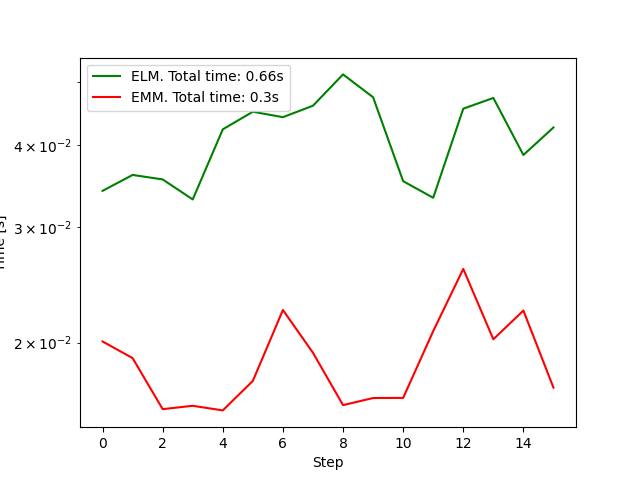 ELM. Total time: 0.66s
EMM. Total time: 0.3s
4 × 10⁻²
3 × 10⁻²
2 × 10⁻²
0 2 4 6 8 10 12 14
Step